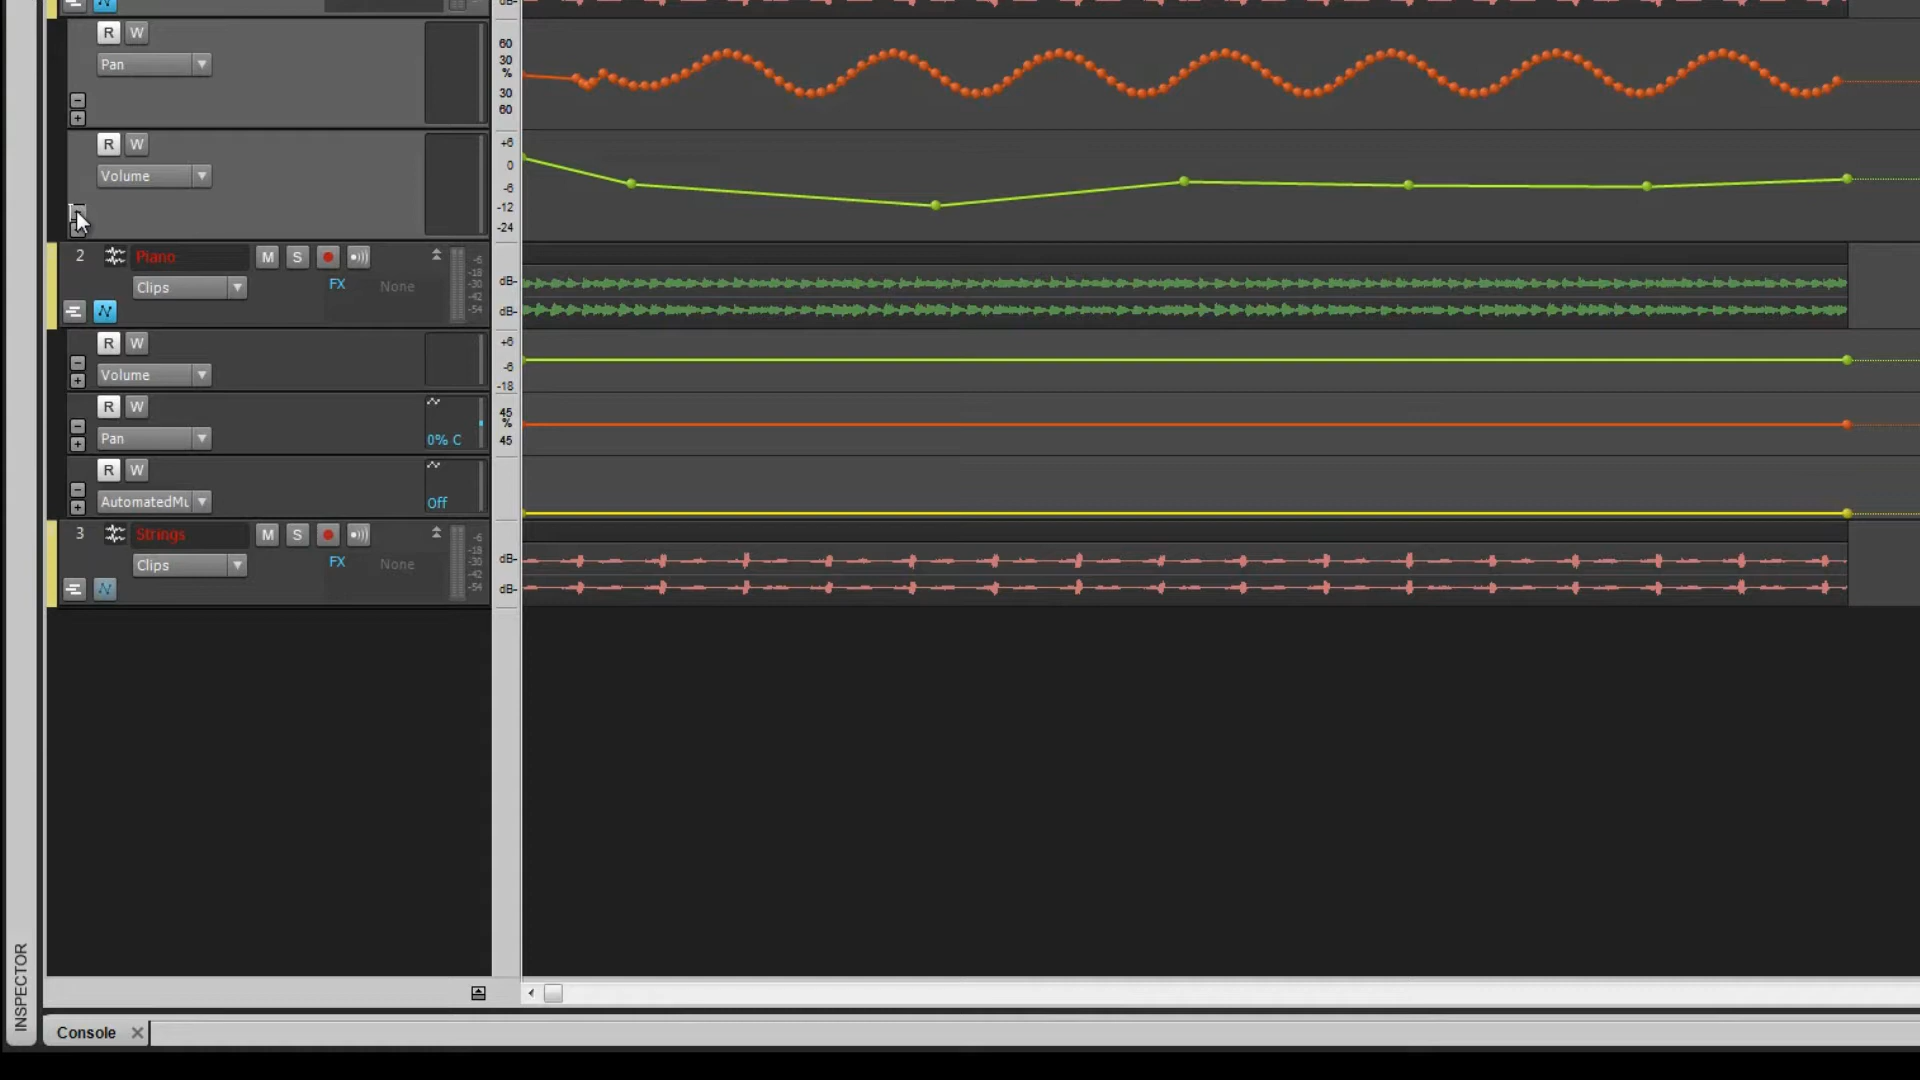 dB-
R W
Pan
60
30
%
30
60
R W
Volume
+6
0
-6
-12
-24
2 Piano M S
Clips FX None
-6
-18
-30
-42
-54
dB-
dB-
R W
Volume
+6
-6
-18
R W
Pan 0% C
45
%
45
R W
AutomatedMu Off
3 Strings M S
Clips FX None
-6
-18
-30
-42
-54
dB-
dB-
INSPECTOR
Console